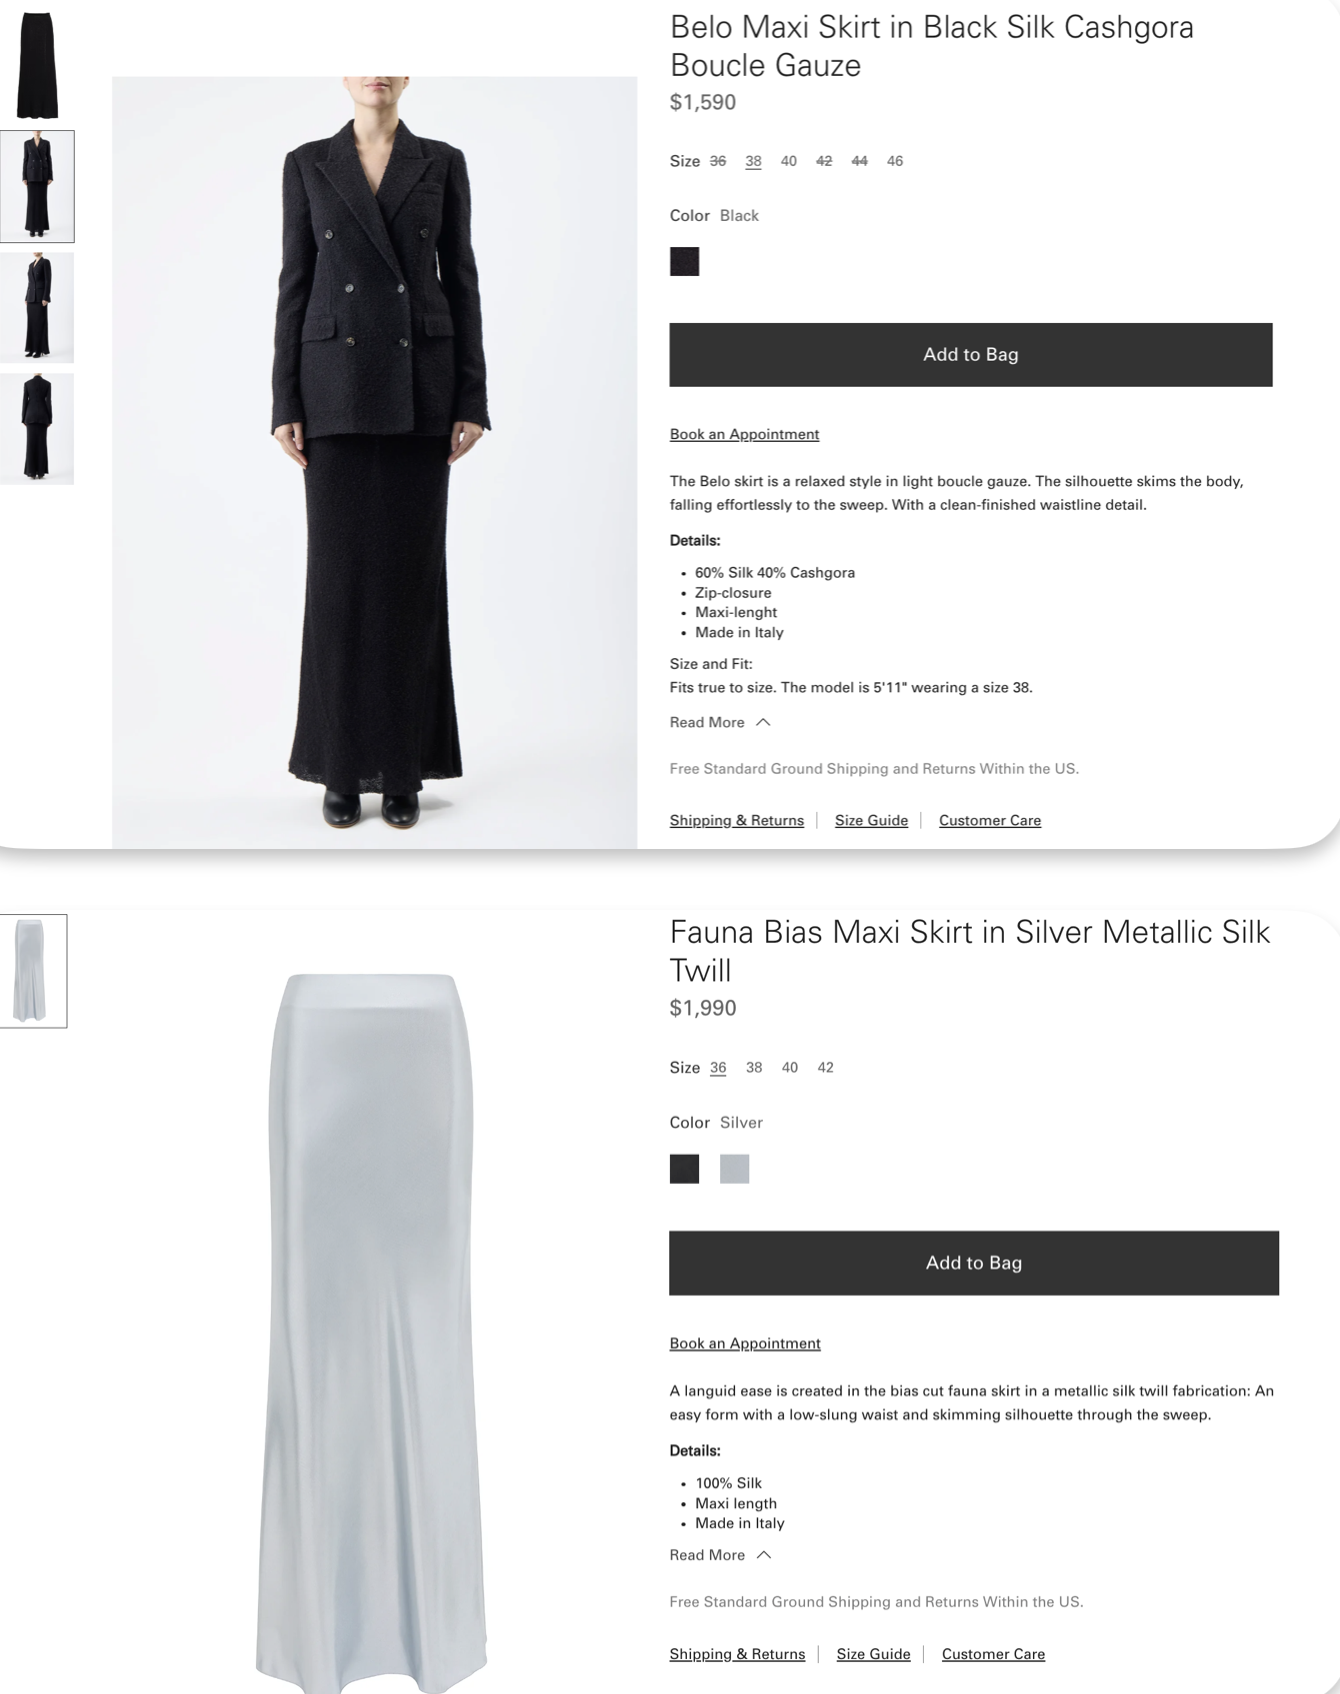 Belo Maxi Skirt in Black Silk Cashgora
Boucle Gauze
$1,590
Size 36 38 40 42 44 46
Color Black
Add to Bag
Book an Appointment
The Belo skirt is a relaxed style in light boucle gauze. The silhouette skims the body,
falling effortlessly to the sweep. With a clean-finished waistline detail.
Details:
• 60% Silk 40% Cashgora
• Zip-closure
• Maxi-lenght
• Made in Italy
Size and Fit:
Fits true to size. The model is 5'11" wearing a size 38.
Read More
Free Standard Ground Shipping and Returns Within the US.
Shipping & Returns | Size Guide | Customer Care
Fauna Bias Maxi Skirt in Silver Metallic Silk
Twill
$1,990
Size 36 38 40 42
Color Silver
Add to Bag
Book an Appointment
A languid ease is created in the bias cut fauna skirt in a metallic silk twill fabrication: An
easy form with a low-slung waist and skimming silhouette through the sweep.
Details:
• 100% Silk
• Maxi length
• Made in Italy
Read More
Free Standard Ground Shipping and Returns Within the US.
Shipping & Returns | Size Guide | Customer Care